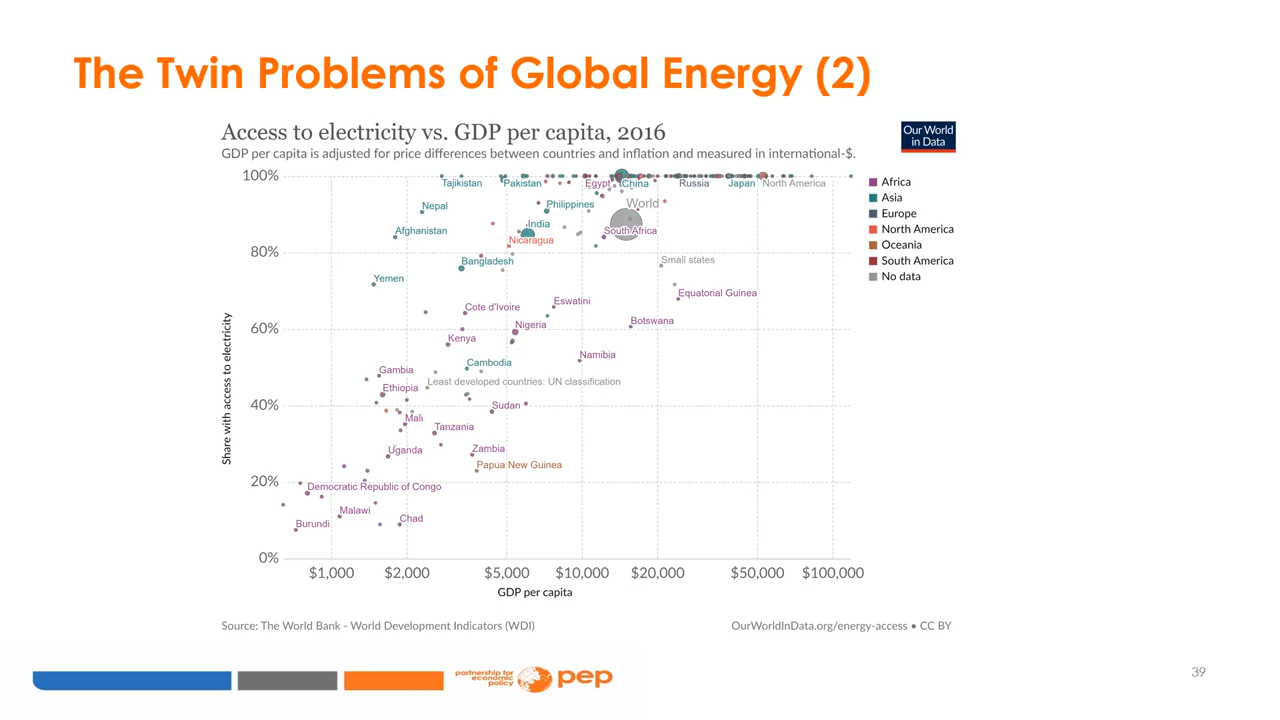 The Twin Problems of Global Energy (2)
Access to electricity vs. GDP per capita, 2016
GDP per capita is adjusted for price differences between countries and inflation and measured in international-$.
Our World
in Data
100%
80%
60%
40%
20%
0%
Share with access to electricity
Tajikistan
Pakistan
Egypt
China
Russia
Japan
North America
Nepal
Philippines
World
Afghanistan
India
South Africa
Nicaragua
Bangladesh
Small states
Yemen
Equatorial Guinea
Cote d'Ivoire
Eswatini
Nigeria
Botswana
Kenya
Namibia
Cambodia
Gambia
Least developed countries: UN classification
Ethiopia
Sudan
Mali
Tanzania
Uganda
Zambia
Papua New Guinea
Democratic Republic of Congo
Malawi
Chad
Burundi
$1,000
$2,000
$5,000
$10,000
$20,000
$50,000
$100,000
GDP per capita
Africa
Asia
Europe
North America
Oceania
South America
No data
Source: The World Bank - World Development Indicators (WDI)
OurWorldInData.org/energy-access • CC BY
partnership for
economic
policy
pep
39